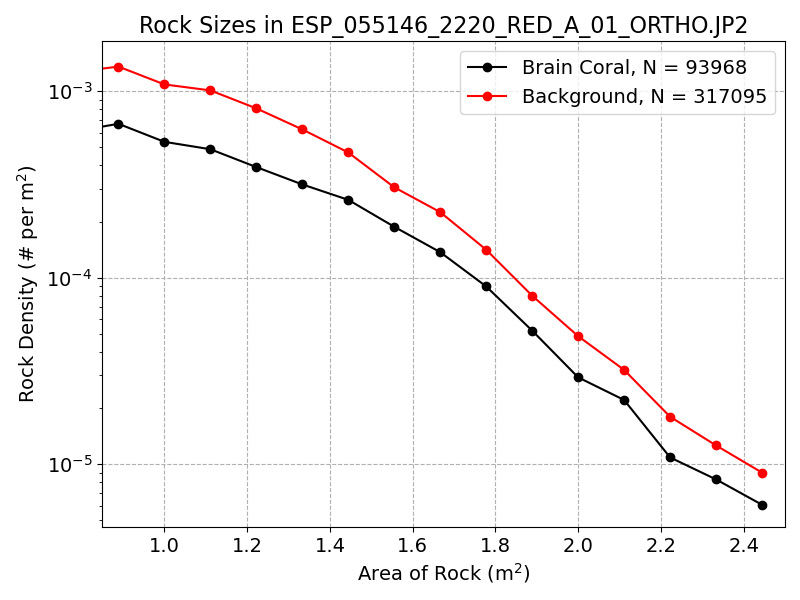 Rock Sizes in ESP_055146_2220_RED_A_01_ORTHO.JP2
Brain Coral, N = 93968
Background, N = 317095
Rock Density (# per m²)
10⁻³
10⁻⁴
10⁻⁵
1.0 1.2 1.4 1.6 1.8 2.0 2.2 2.4
Area of Rock (m²)